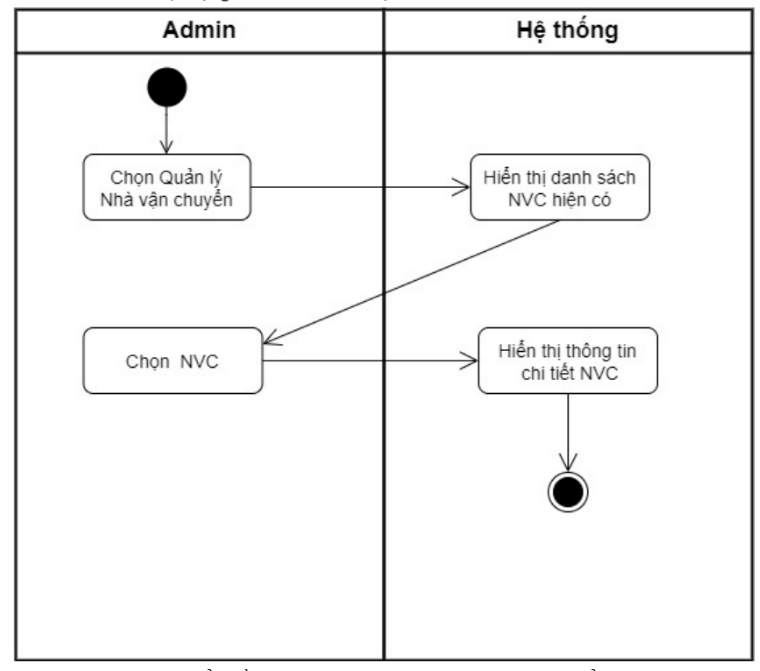 Admin
Hệ thống
Chọn Quản lý
Nhà vận chuyển
Hiển thị danh sách
NVC hiện có
Chọn  NVC
Hiển thị thông tin
chi tiết NVC